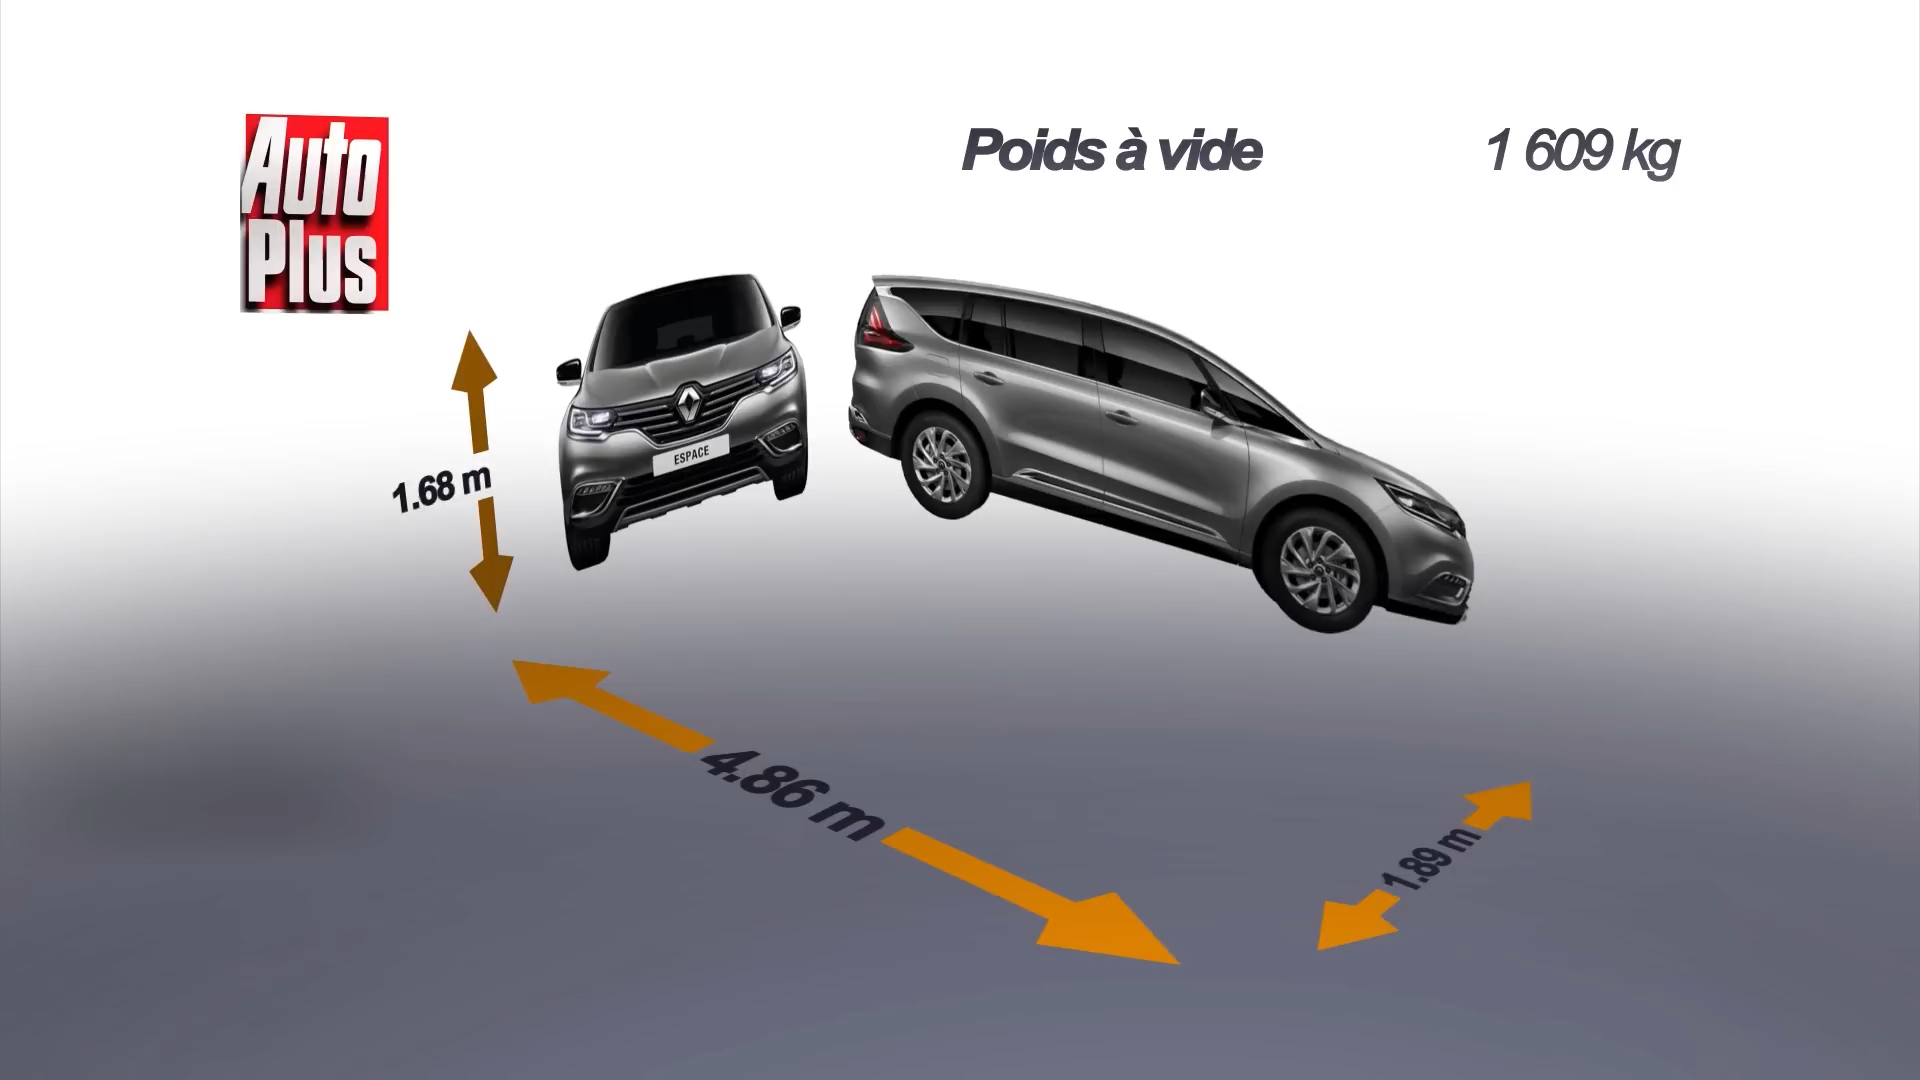 Auto
Plus
Poids à vide 1 609 kg
ESPACE
1.68 m
4.86 m
1.89 m